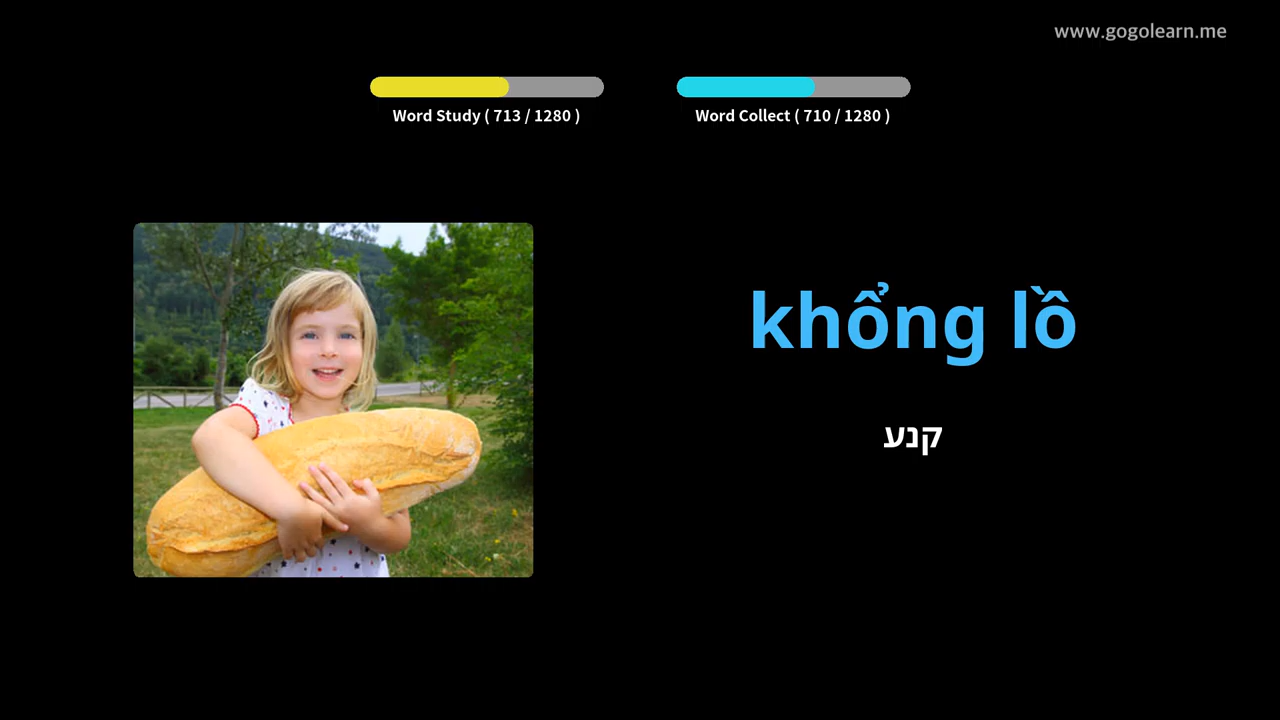 www.gogolearn.me
Word Study ( 713 / 1280 )
Word Collect ( 710 / 1280 )
khổng lồ
קנע